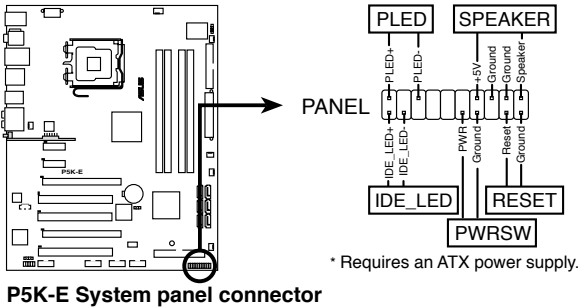 PLED SPEAKER
PLED+
PLED-
+5V
Ground
Ground
Speaker
PANEL
IDE_LED+
IDE_LED-
PWR
Ground
Reset
Ground
IDE_LED RESET
PWRSW
* Requires an ATX power supply.
ASUS
P5K-E
P5K-E System panel connector